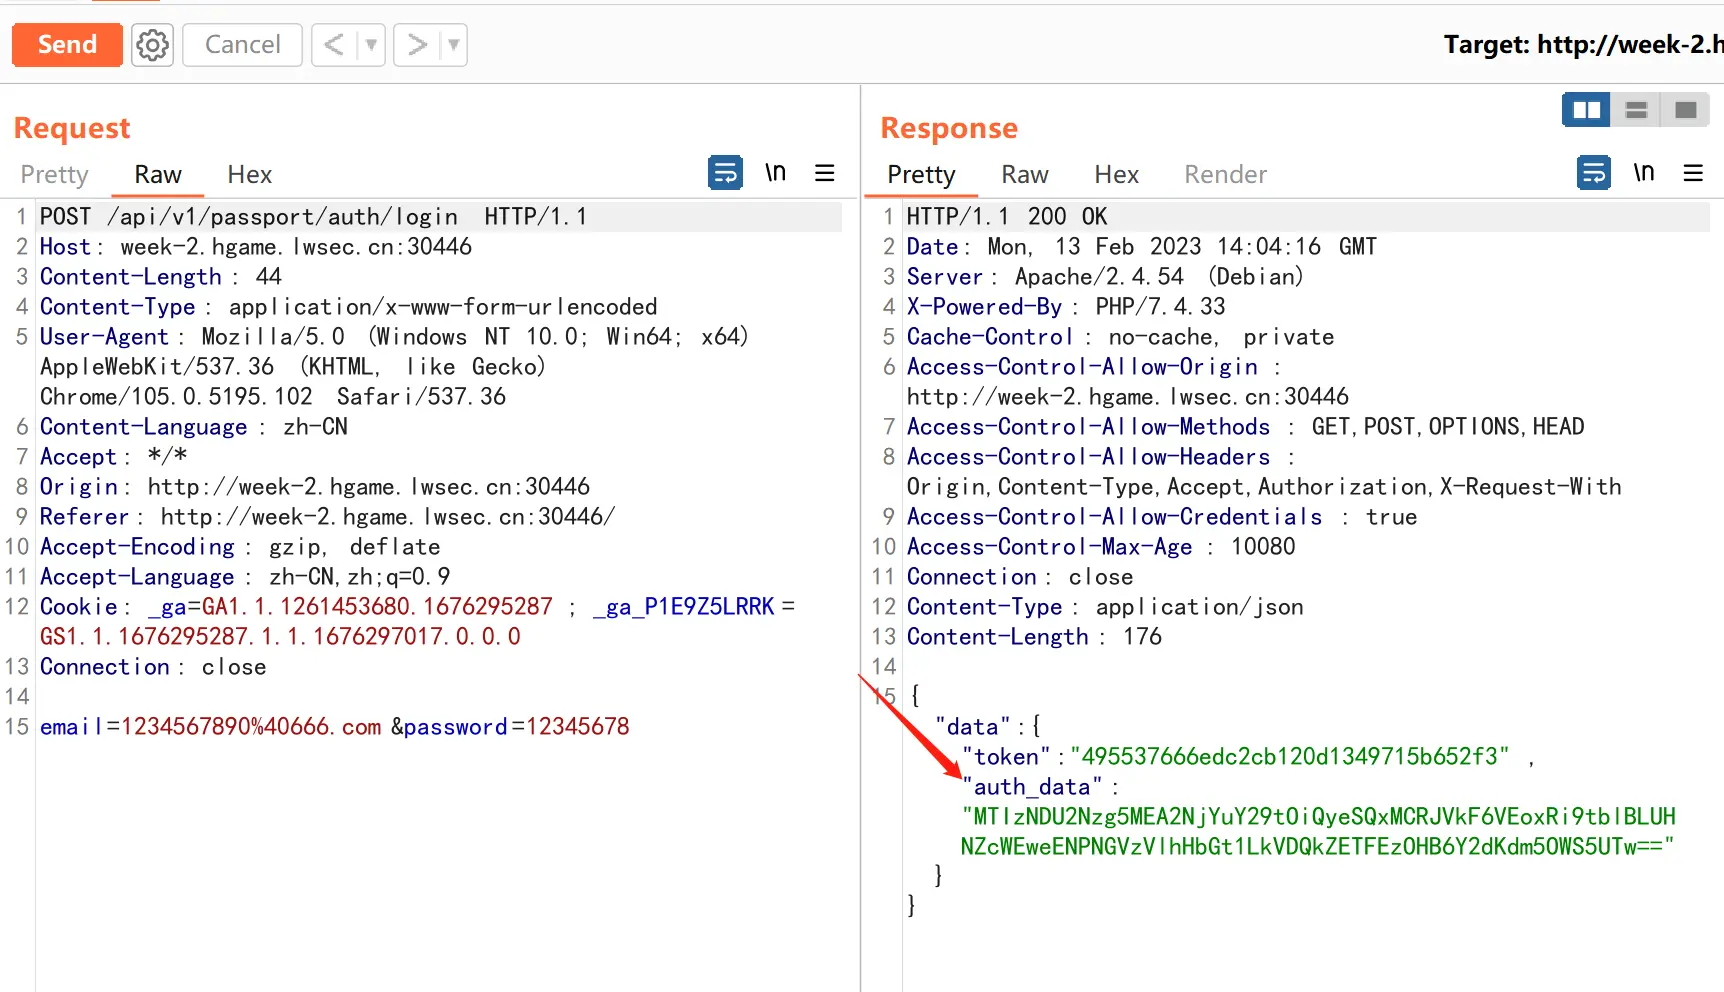 Send
Cancel
<
>
Target: http://week-2.h
Request
Pretty
Raw
Hex
\n
1 POST /api/v1/passport/auth/login HTTP/1.1
2 Host: week-2.hgame.lwsec.cn:30446
3 Content-Length: 44
4 Content-Type: application/x-www-form-urlencoded
5 User-Agent: Mozilla/5.0 (Windows NT 10.0; Win64; x64)
AppleWebKit/537.36 (KHTML, like Gecko)
Chrome/105.0.5195.102 Safari/537.36
6 Content-Language: zh-CN
7 Accept: */*
8 Origin: http://week-2.hgame.lwsec.cn:30446
9 Referer: http://week-2.hgame.lwsec.cn:30446/
10 Accept-Encoding: gzip, deflate
11 Accept-Language: zh-CN,zh;q=0.9
12 Cookie: _ga=GA1.1.1261453680.1676295287; _ga_P1E9Z5LRRK=
GS1.1.1676295287.1.1.1676297017.0.0.0
13 Connection: close
14
15 email=1234567890%40666.com&password=12345678
Response
Pretty
Raw
Hex
Render
\n
1 HTTP/1.1 200 OK
2 Date: Mon, 13 Feb 2023 14:04:16 GMT
3 Server: Apache/2.4.54 (Debian)
4 X-Powered-By: PHP/7.4.33
5 Cache-Control: no-cache, private
6 Access-Control-Allow-Origin:
http://week-2.hgame.lwsec.cn:30446
7 Access-Control-Allow-Methods: GET,POST,OPTIONS,HEAD
8 Access-Control-Allow-Headers:
Origin,Content-Type,Accept,Authorization,X-Request-With
9 Access-Control-Allow-Credentials: true
10 Access-Control-Max-Age: 10080
11 Connection: close
12 Content-Type: application/json
13 Content-Length: 176
14
15 {
"data":{
"token":"495537666edc2cb120d1349715b652f3",
"auth_data":
"MTIzNDU2Nzg5MEA2NjYuY29tOiQyeSQxMCRJVkF6VEoxRi9tblBLUH
NZcWEweENPNGVzVlhHbGt1LkVDQkZETFEzOHB6Y2dKdm5OWS5UTw=="
}
}